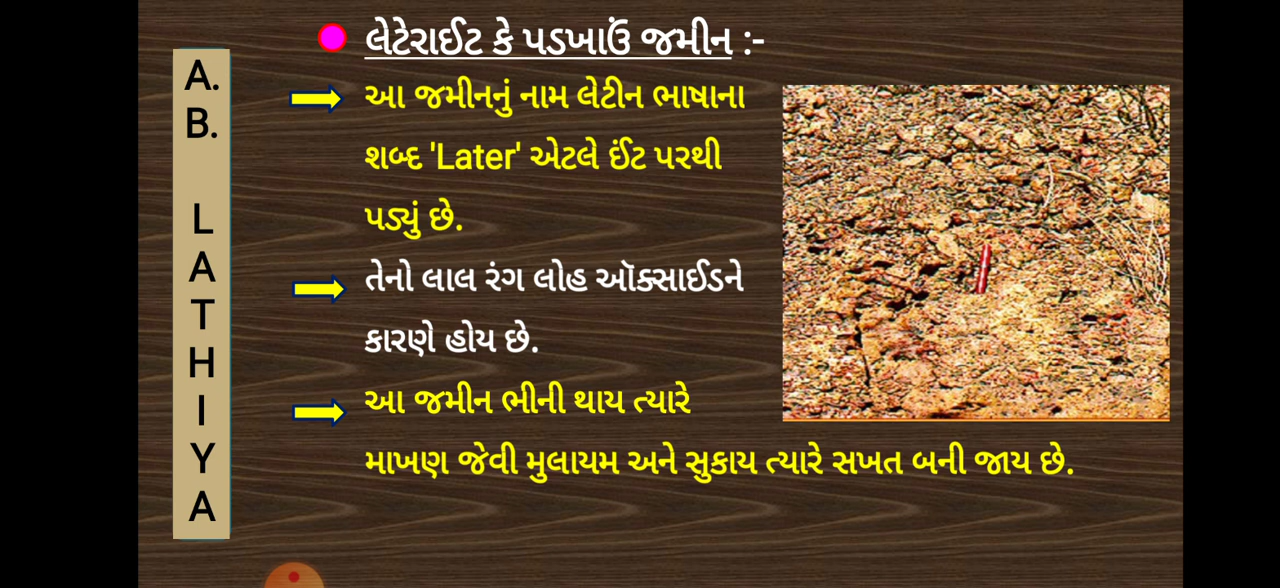 A.
B.
L
A
T
H
I
Y
A
લેટેરાઈટ કે પડખાઉ જમીન :-
આ જમીનનું નામ લેટીન ભાષાના
શબ્દ 'Later' એટલે ઈંટ પરથી
પડ્યું છે.
તેનો લાલ રંગ લોહ ઑક્સાઈડને
કારણે હોય છે.
આ જમીન ભીની થાય ત્યારે
માખણ જેવી મુલાયમ અને સુકાય ત્યારે સખત બની જાય છે.